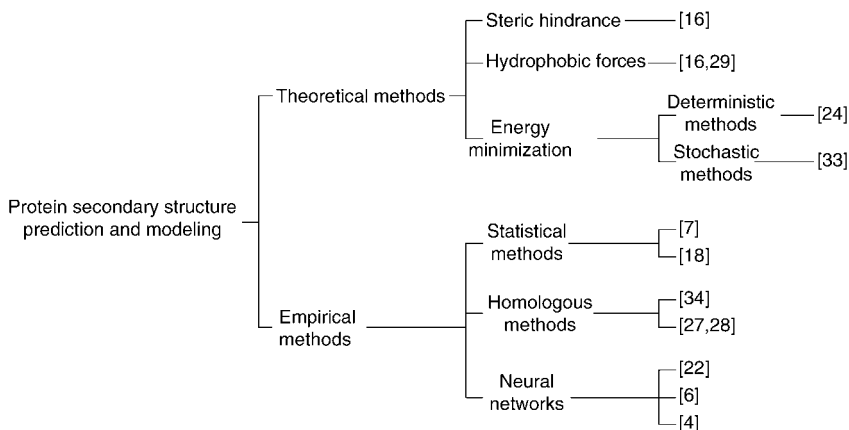 Protein secondary structure
prediction and modeling
Theoretical methods
Steric hindrance
[16]
Hydrophobic forces
[16,29]
Energy
minimization
Deterministic
methods
[24]
Stochastic
methods
[33]
Empirical
methods
Statistical
methods
[7]
[18]
Homologous
methods
[34]
[27,28]
Neural
networks
[22]
[6]
[4]